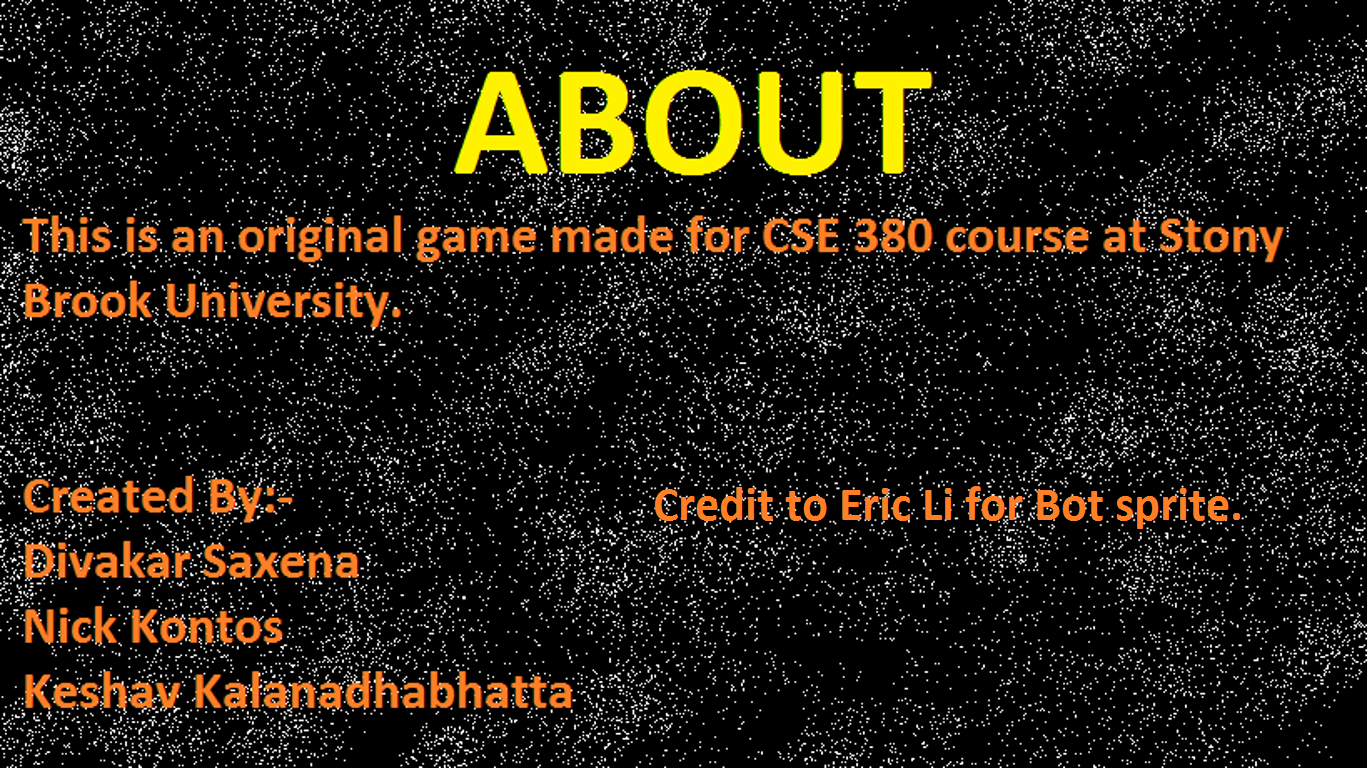 ABOUT
This is an original game made for CSE 380 course at Stony
Brook University.
Created By:-
Divakar Saxena
Nick Kontos
Keshav Kalanadhabhatta
Credit to Eric Li for Bot sprite.